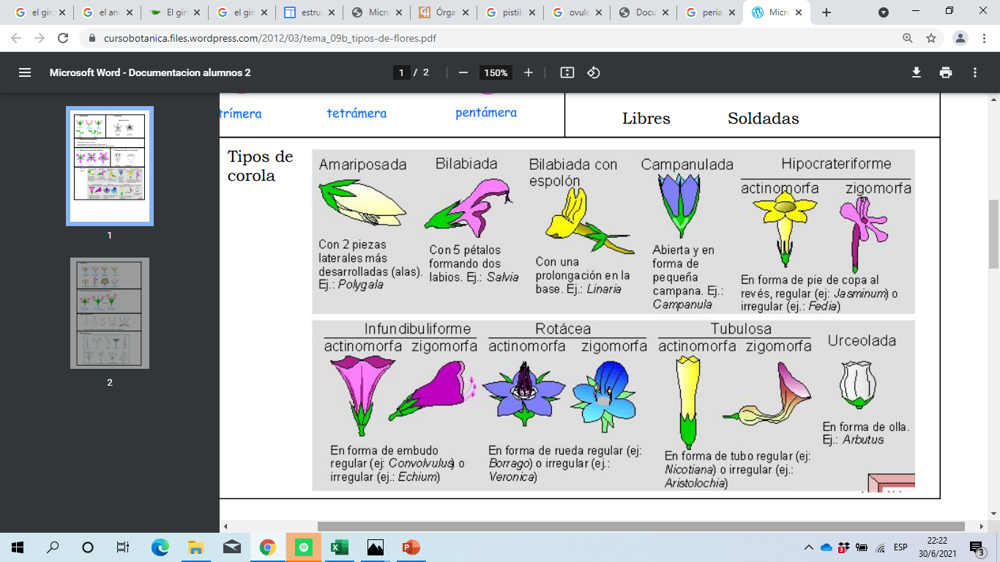 el gin
el and
El gin
el gin
estru
Micro
Órga
pistil
ovulo
Docu
peria
Micro
cursobotanica.files.wordpress.com/2012/03/tema_09b_tipos-de-flores.pdf
Microsoft Word - Documentacion alumnos 2
1 / 2
150%
1
2
trímera
tetrámera
pentámera
Libres
Soldadas
Tipos de
corola
Amariposada
Con 2 piezas
laterales más
desarrolladas (alas).
Ej.: Polygala
Bilabiada
Con 5 pétalos
formando dos
labios. Ej.: Salvia
Bilabiada con
espolón
Con una
prolongación en la
base. Ej.: Linaria
Campanulada
Abierta y en
forma de
pequeña
campana. Ej.:
Campanula
Hipocrateriforme
actinomorfa
zigomorfa
En forma de pie de copa al
revés, regular (ej: Jasminum) o
irregular (ej.: Fedia)
Infundibuliforme
actinomorfa
zigomorfa
En forma de embudo
regular (ej: Convolvulus) o
irregular (ej.: Echium)
Rotácea
actinomorfa
zigomorfa
En forma de rueda regular (ej:
Borrago) o irregular (ej.:
Veronica)
Tubulosa
actinomorfa
zigomorfa
En forma de tubo regular (ej:
Nicotiana) o irregular (ej.:
Aristolochia)
Urceolada
En forma de olla.
Ej.: Arbutus
ESP
22:22
30/6/2021
3